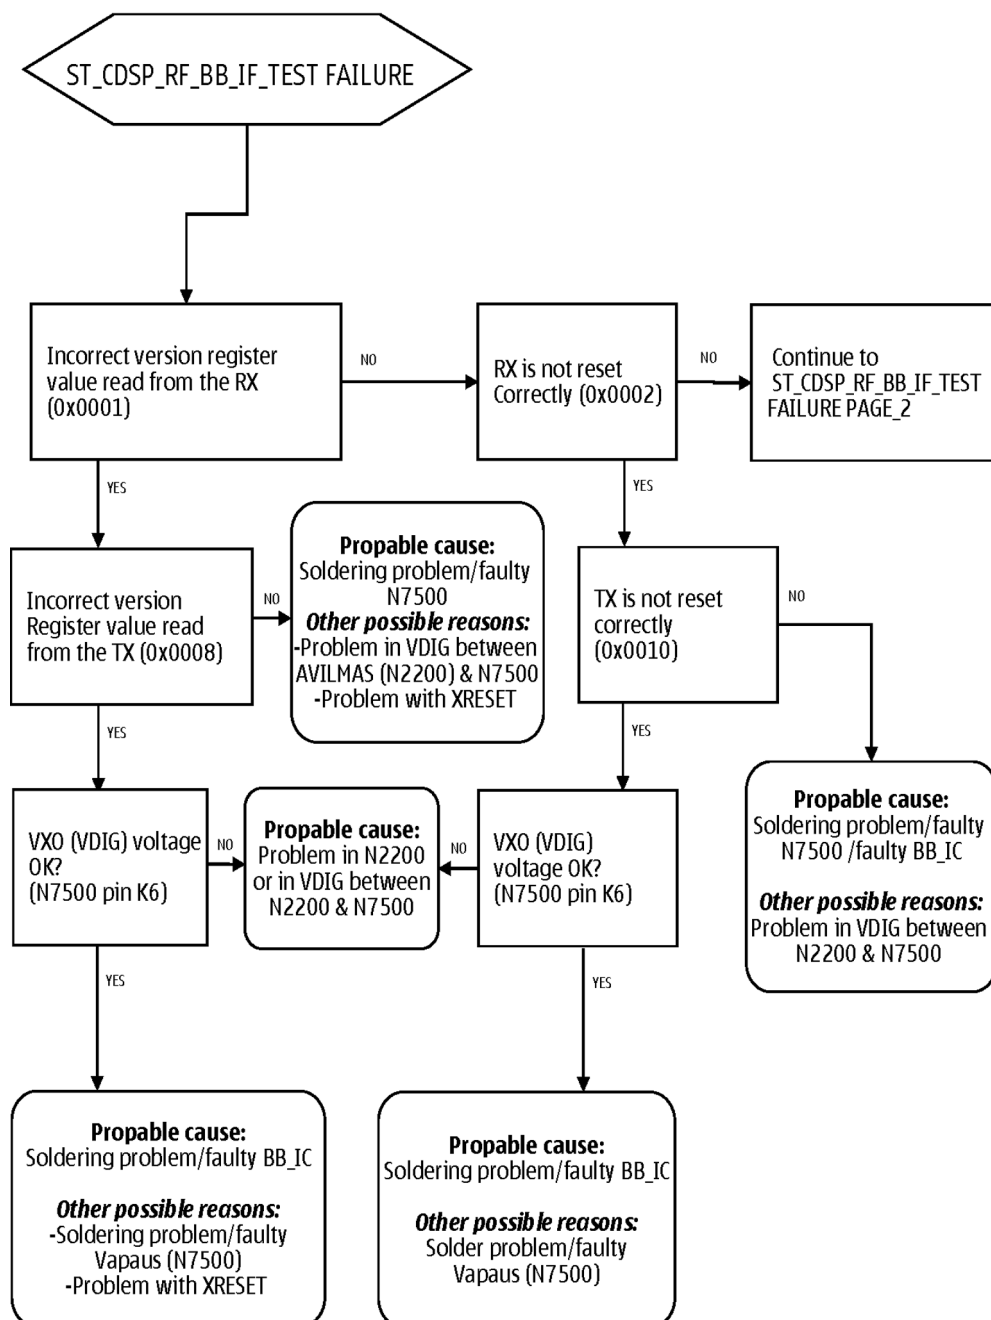 ST_CDSP_RF_BB_IF_TEST FAILURE
Incorrect version register
value read from the RX
(0x0001)
NO
RX is not reset
Correctly (0x0002)
NO
Continue to
ST_CDSP_RF_BB_IF_TEST
FAILURE PAGE_2
YES
YES
Incorrect version
Register value read
from the TX (0x0008)
NO
Propable cause:
Soldering problem/faulty
N7500
Other possible reasons:
-Problem in VDIG between
AVILMAS (N2200) & N7500
-Problem with XRESET
TX is not reset
correctly
(0x0010)
NO
YES
YES
VXO (VDIG) voltage
OK?
(N7500 pin K6)
NO
Propable cause:
Problem in N2200
or in VDIG between
N2200 & N7500
NO
VXO (VDIG)
voltage OK?
(N7500 pin K6)
Propable cause:
Soldering problem/faulty
N7500 /faulty BB_IC
Other possible reasons:
Problem in VDIG between
N2200 & N7500
YES
YES
Propable cause:
Soldering problem/faulty BB_IC
Other possible reasons:
-Soldering problem/faulty
Vapaus (N7500)
-Problem with XRESET
Propable cause:
Soldering problem/faulty BB_IC
Other possible reasons:
Solder problem/faulty
Vapaus (N7500)